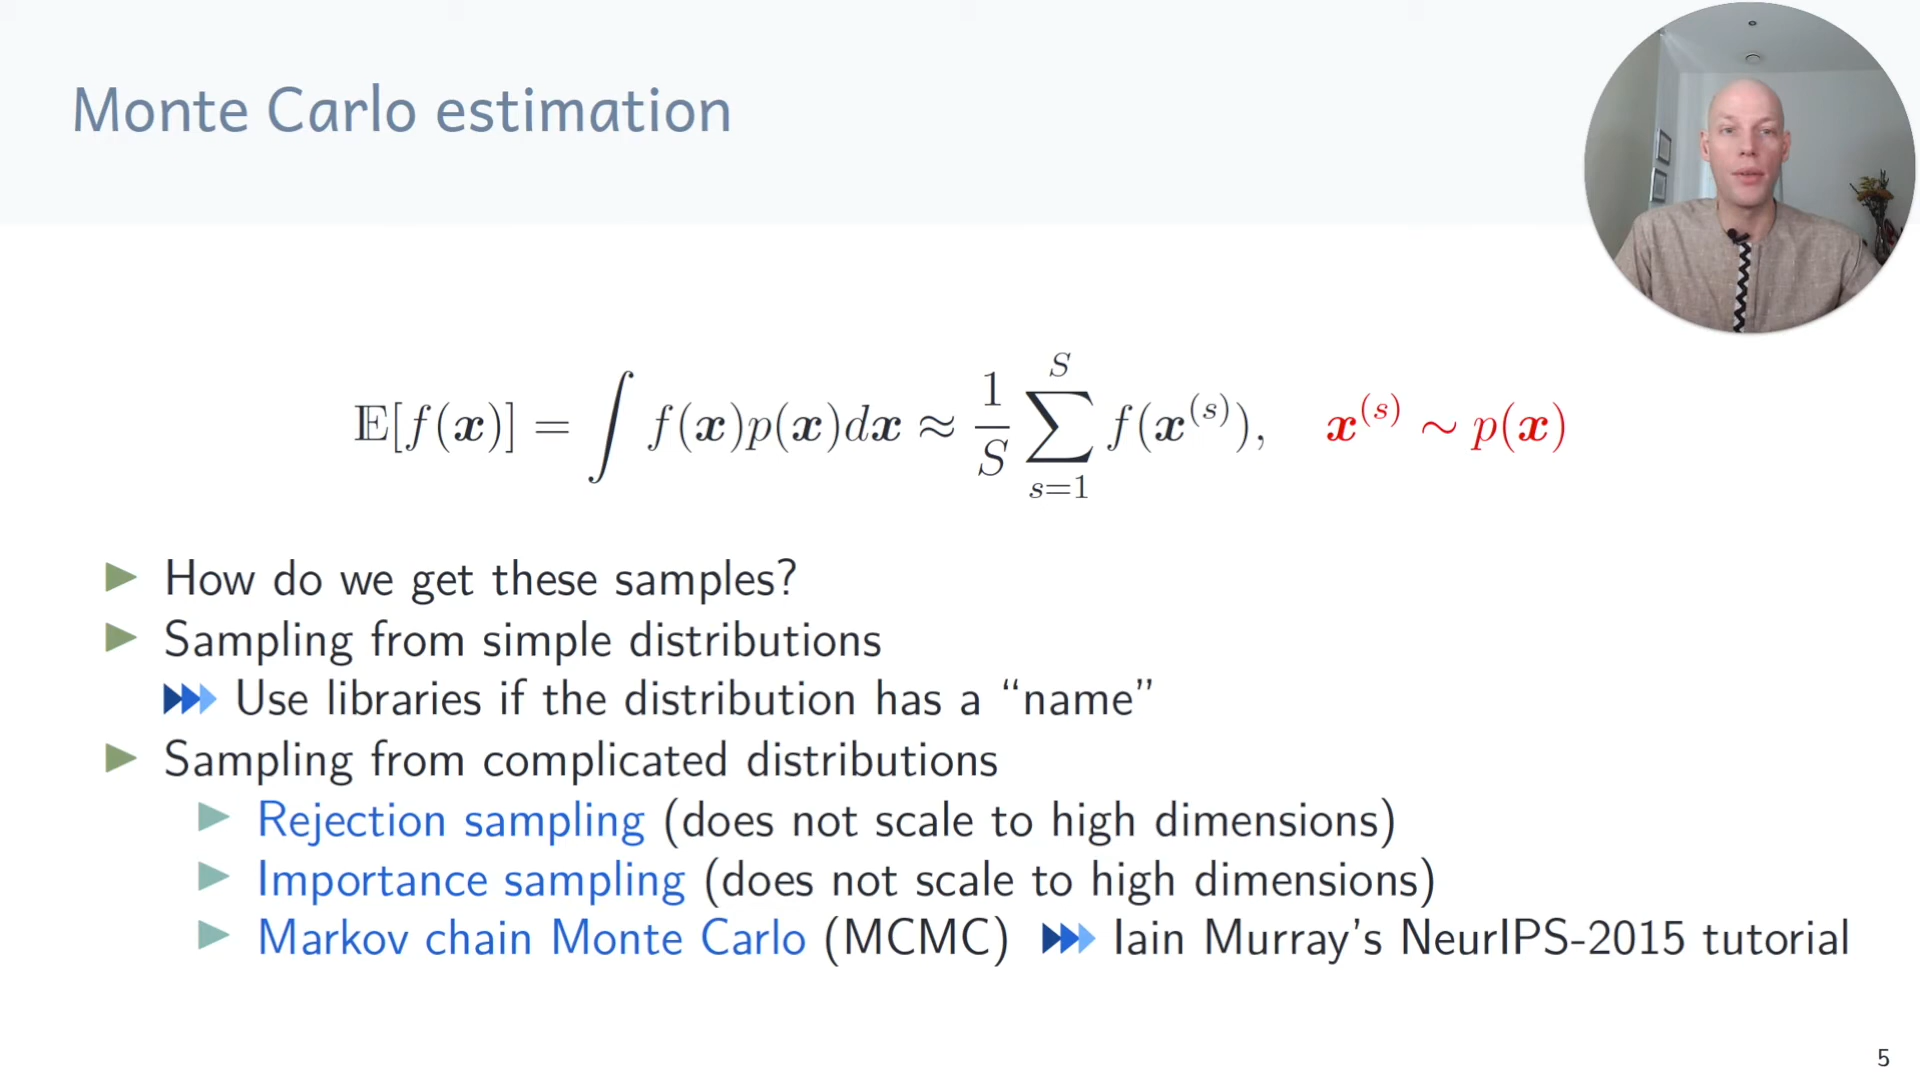 Monte Carlo estimation
𝔼[f(𝒙)] = ∫ f(𝒙)p(𝒙)d𝒙 ≈ 1/S ∑_{s=1}^{S} f(𝒙^{(s)}), 𝒙^{(s)} ∼ p(𝒙)
How do we get these samples?
Sampling from simple distributions
Use libraries if the distribution has a “name”
Sampling from complicated distributions
Rejection sampling (does not scale to high dimensions)
Importance sampling (does not scale to high dimensions)
Markov chain Monte Carlo (MCMC) Iain Murray’s NeurIPS-2015 tutorial
5